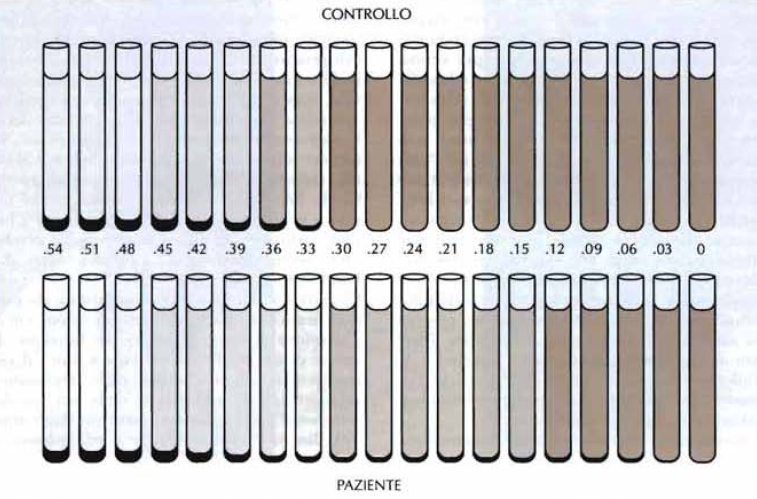 CONTROLLO
.54 .51 .48 .45 .42 .39 .36 .33 .30 .27 .24 .21 .18 .15 .12 .09 .06 .03 0
PAZIENTE